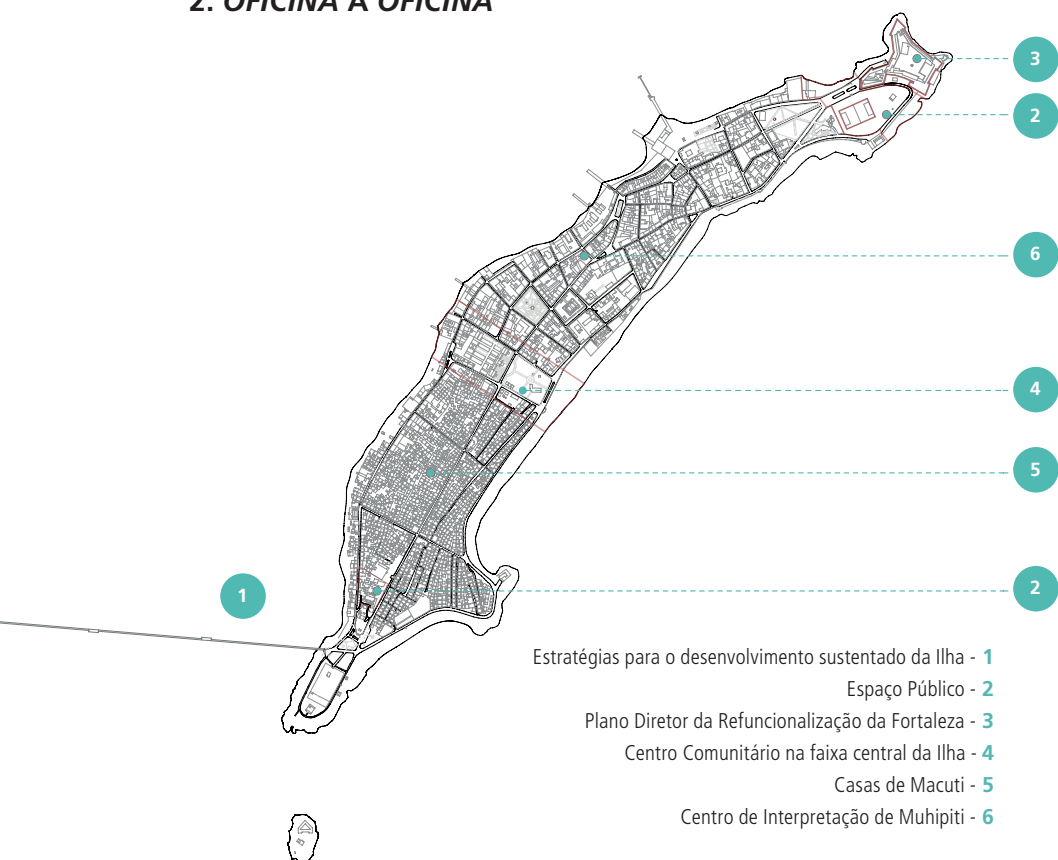 2. OFICINA A OFICINA
3
2
6
4
5
1
2
Estratégias para o desenvolvimento sustentado da Ilha - 1
Espaço Público - 2
Plano Diretor da Refuncionalização da Fortaleza - 3
Centro Comunitário na faixa central da Ilha - 4
Casas de Macuti - 5
Centro de Interpretação de Muhipiti - 6